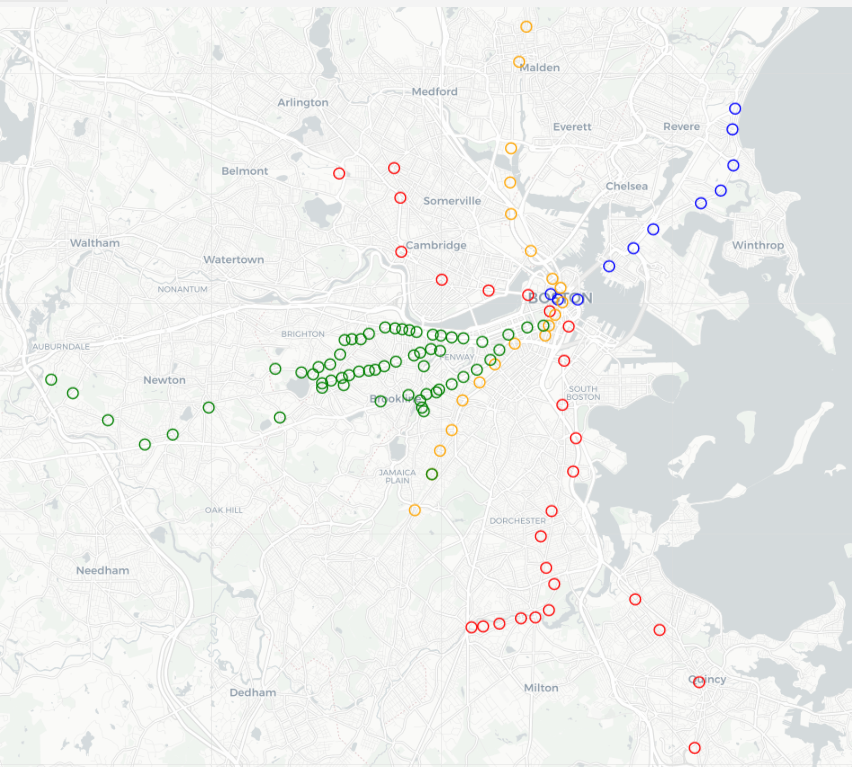 Malden
Medford
Arlington
Everett
Revere
Belmont
Chelsea
Somerville
Waltham
Cambridge
Winthrop
Watertown
NONANTUM
BOSTON
BRIGHTON
AUBURNDALE
FENWAY
Newton
SOUTH
BOSTON
Brookline
JAMAICA
PLAIN
OAK HILL
DORCHESTER
Needham
Quincy
Milton
Dedham